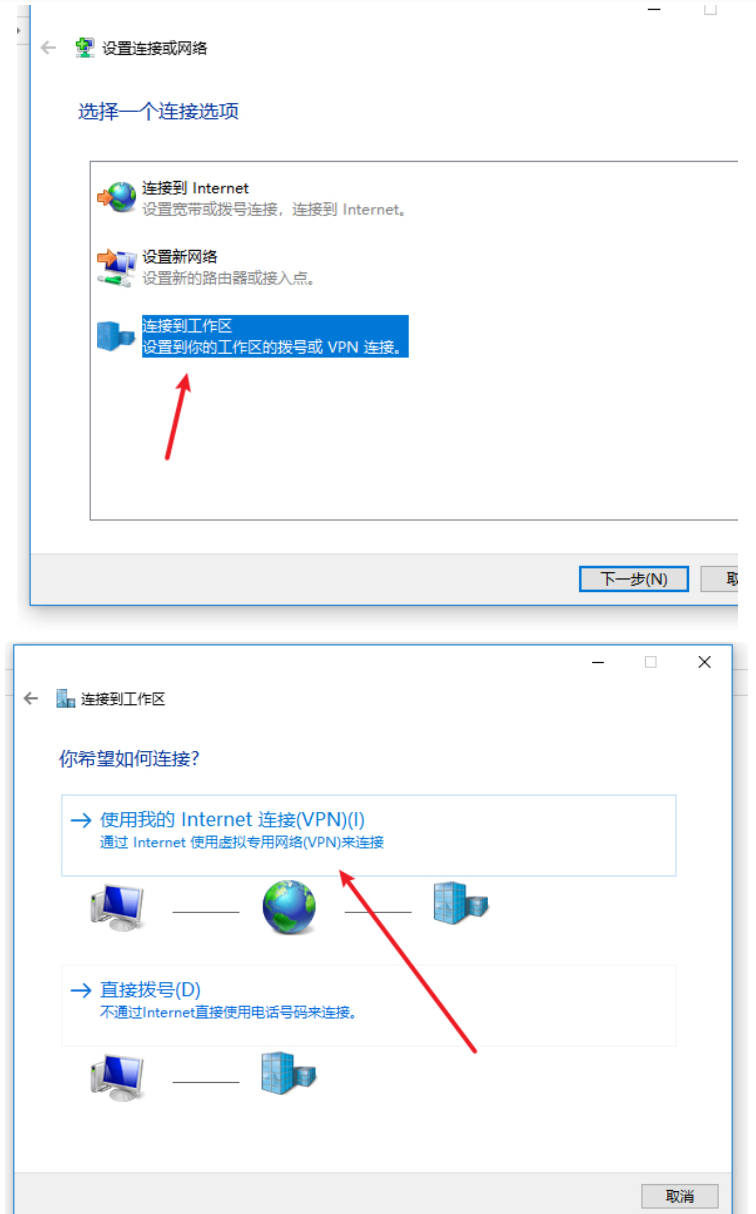 设置连接或网络
选择一个连接选项
连接到 Internet
设置宽带或拨号连接，连接到 Internet。
设置新网络
设置新的路由器或接入点。
连接到工作区
设置到你的工作区的拨号或 VPN 连接。
下一步(N)
连接到工作区
你希望如何连接?
使用我的 Internet 连接(VPN)(I)
通过 Internet 使用虚拟专用网络(VPN)来连接
直接拨号(D)
不通过Internet直接使用电话号码来连接。
取消